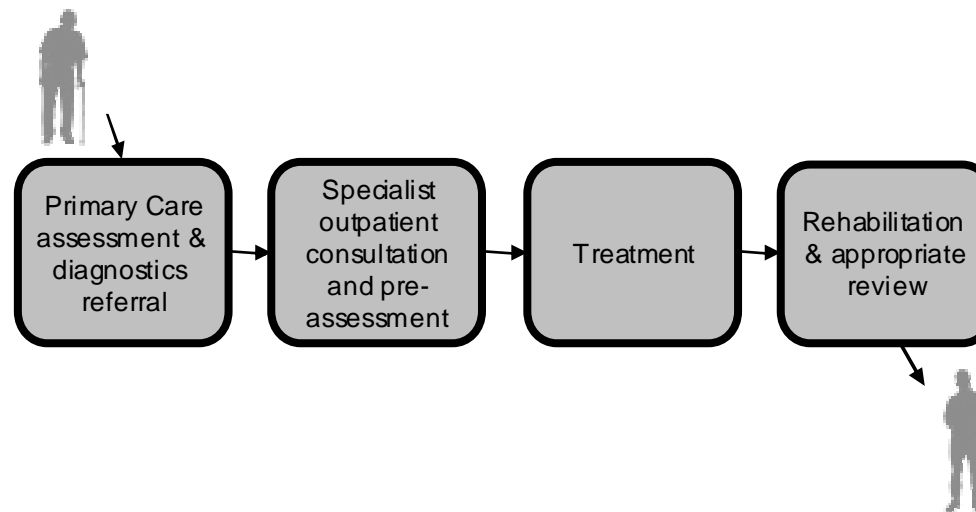 Primary Care
assessment &
diagnostics
referral
Specialist
outpatient
consultation
and pre-
assessment
Treatment
Rehabilitation
& appropriate
review